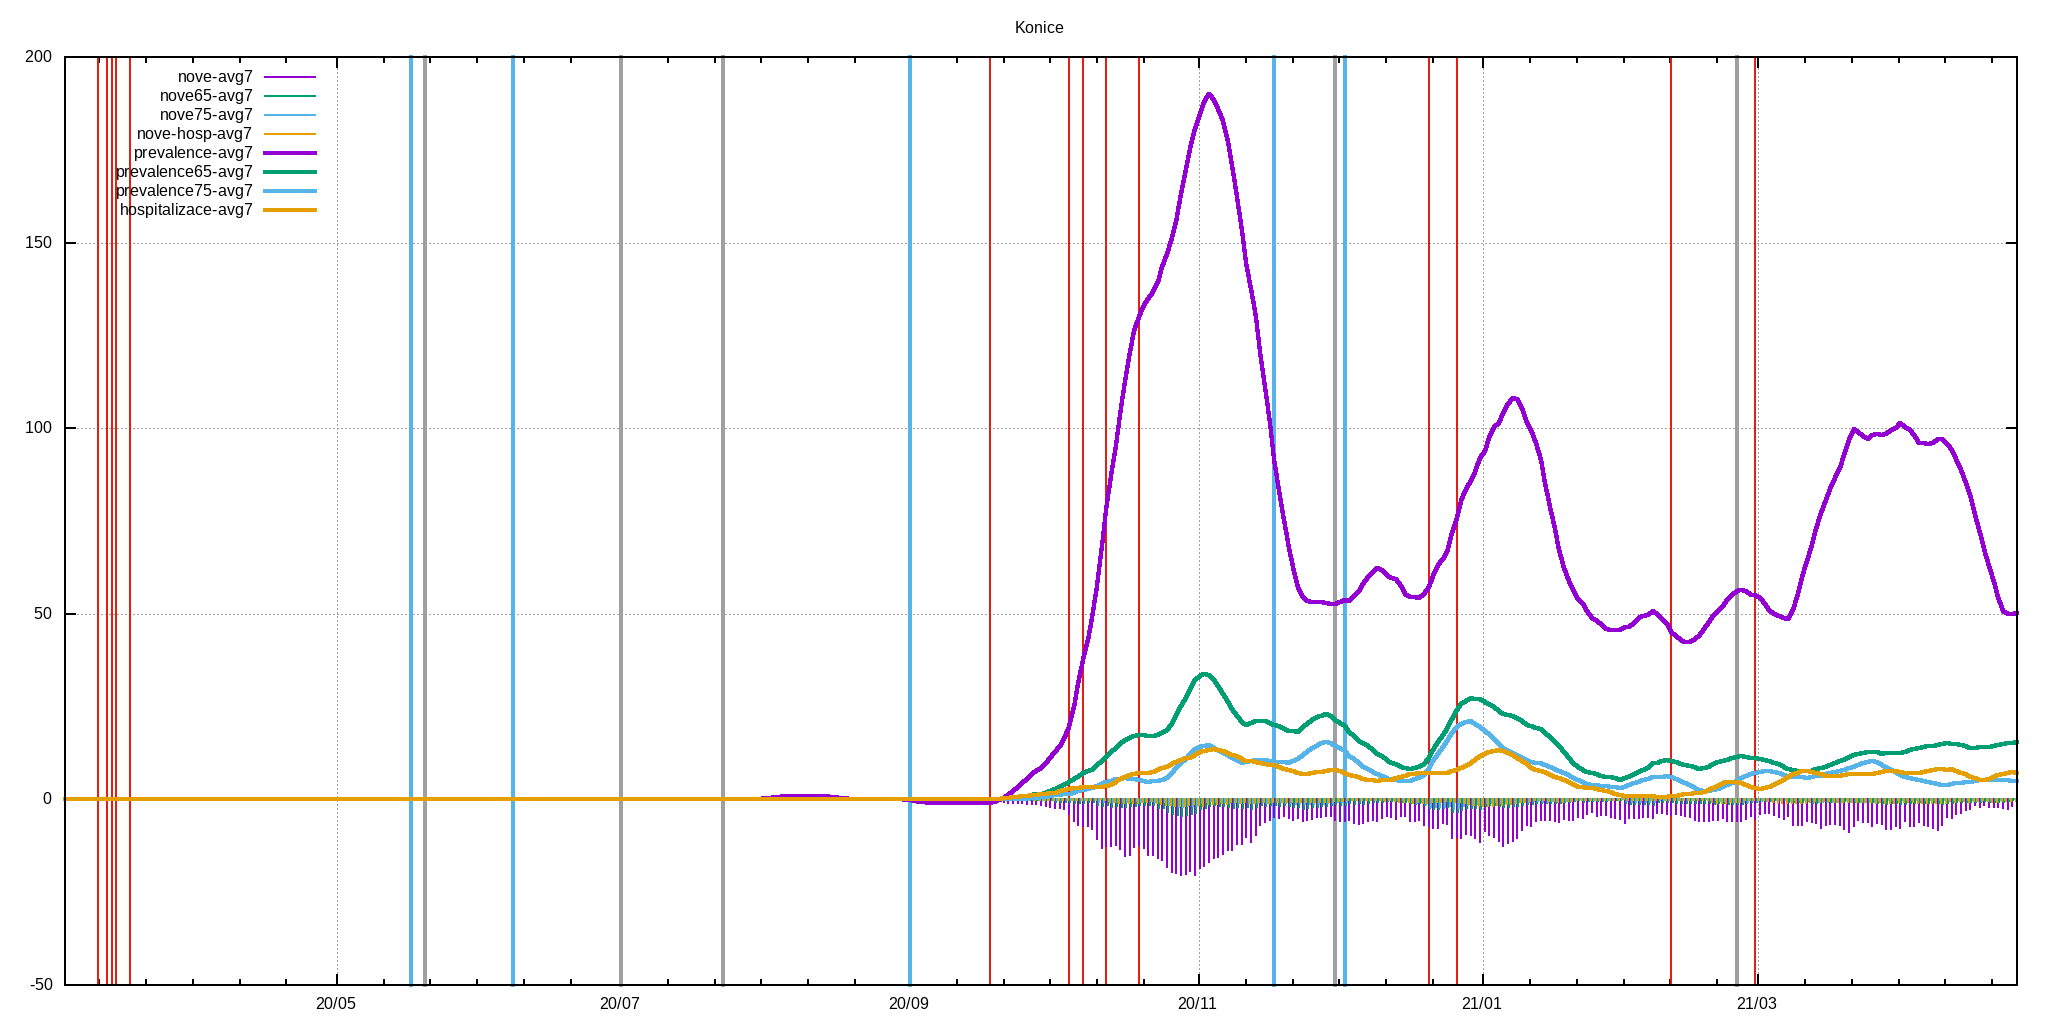 Konice
200
150
100
50
0
-50
nove-avg7
nove65-avg7
nove75-avg7
nove-hosp-avg7
prevalence-avg7
prevalence65-avg7
prevalence75-avg7
hospitalizace-avg7
20/05 20/07 20/09 20/11 21/01 21/03